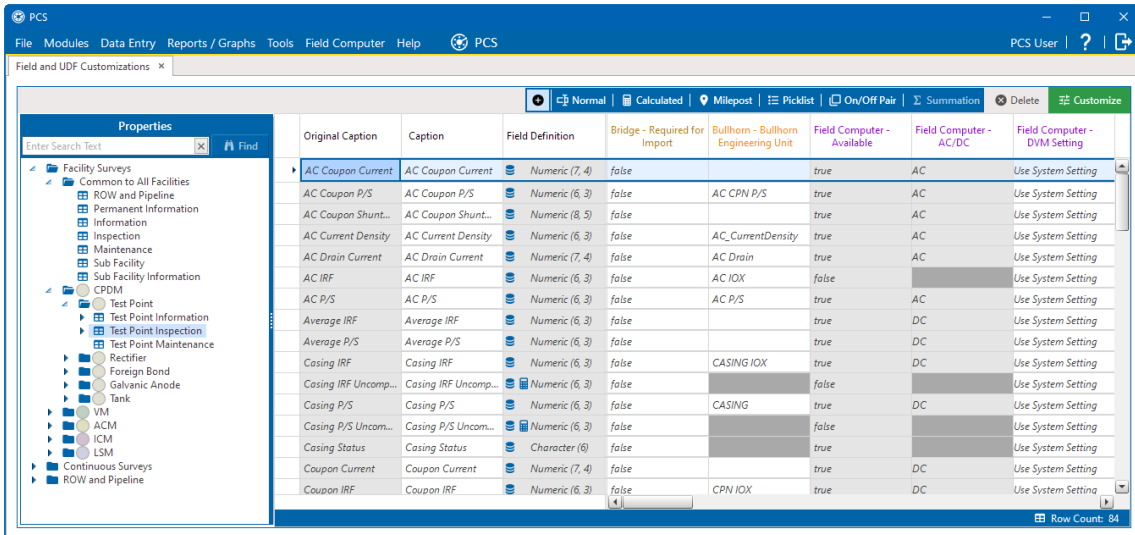 PCS
File Modules Data Entry Reports / Graphs Tools Field Computer Help PCS PCS User | ? |
Field and UDF Customizations ×
Normal | Calculated | Milepost | Picklist | On/Off Pair | Σ Summation Delete Customize
Properties
Enter Search Text × Find
Facility Surveys
Common to All Facilities
ROW and Pipeline
Permanent Information
Information
Inspection
Maintenance
Sub Facility
Sub Facility Information
CPDM
Test Point
Test Point Information
Test Point Inspection
Test Point Maintenance
Rectifier
Foreign Bond
Galvanic Anode
Tank
VM
ACM
ICM
LSM
Continuous Surveys
ROW and Pipeline
Original Caption Caption Field Definition Bridge - Required for Import Bullhorn - Bullhorn Engineering Unit Field Computer - Available Field Computer - AC/DC Field Computer - DVM Setting
AC Coupon Current AC Coupon Current Numeric (7, 4) false true AC Use System Setting
AC Coupon P/S AC Coupon P/S Numeric (6, 3) false AC CPN P/S true AC Use System Setting
AC Coupon Shunt... AC Coupon Shunt... Numeric (8, 5) false true AC Use System Setting
AC Current Density AC Current Density Numeric (6, 3) false AC_CurrentDensity true AC Use System Setting
AC Drain Current AC Drain Current Numeric (7, 4) false AC Drain true AC Use System Setting
AC IRF AC IRF Numeric (6, 3) false AC IOX false Use System Setting
AC P/S AC P/S Numeric (6, 3) false AC P/S true AC Use System Setting
Average IRF Average IRF Numeric (6, 3) false true DC Use System Setting
Average P/S Average P/S Numeric (6, 3) false true DC Use System Setting
Casing IRF Casing IRF Numeric (6, 3) false CASING IOX true DC Use System Setting
Casing IRF Uncomp... Casing IRF Uncomp... Numeric (6, 3) false false Use System Setting
Casing P/S Casing P/S Numeric (6, 3) false CASING true DC Use System Setting
Casing P/S Uncom... Casing P/S Uncom... Numeric (6, 3) false false Use System Setting
Casing Status Casing Status Character (6) false true Use System Setting
Coupon Current Coupon Current Numeric (7, 4) false true DC Use System Setting
Coupon IRF Coupon IRF Numeric (6, 3) false CPN IOX true DC Use System Setting
Row Count: 84